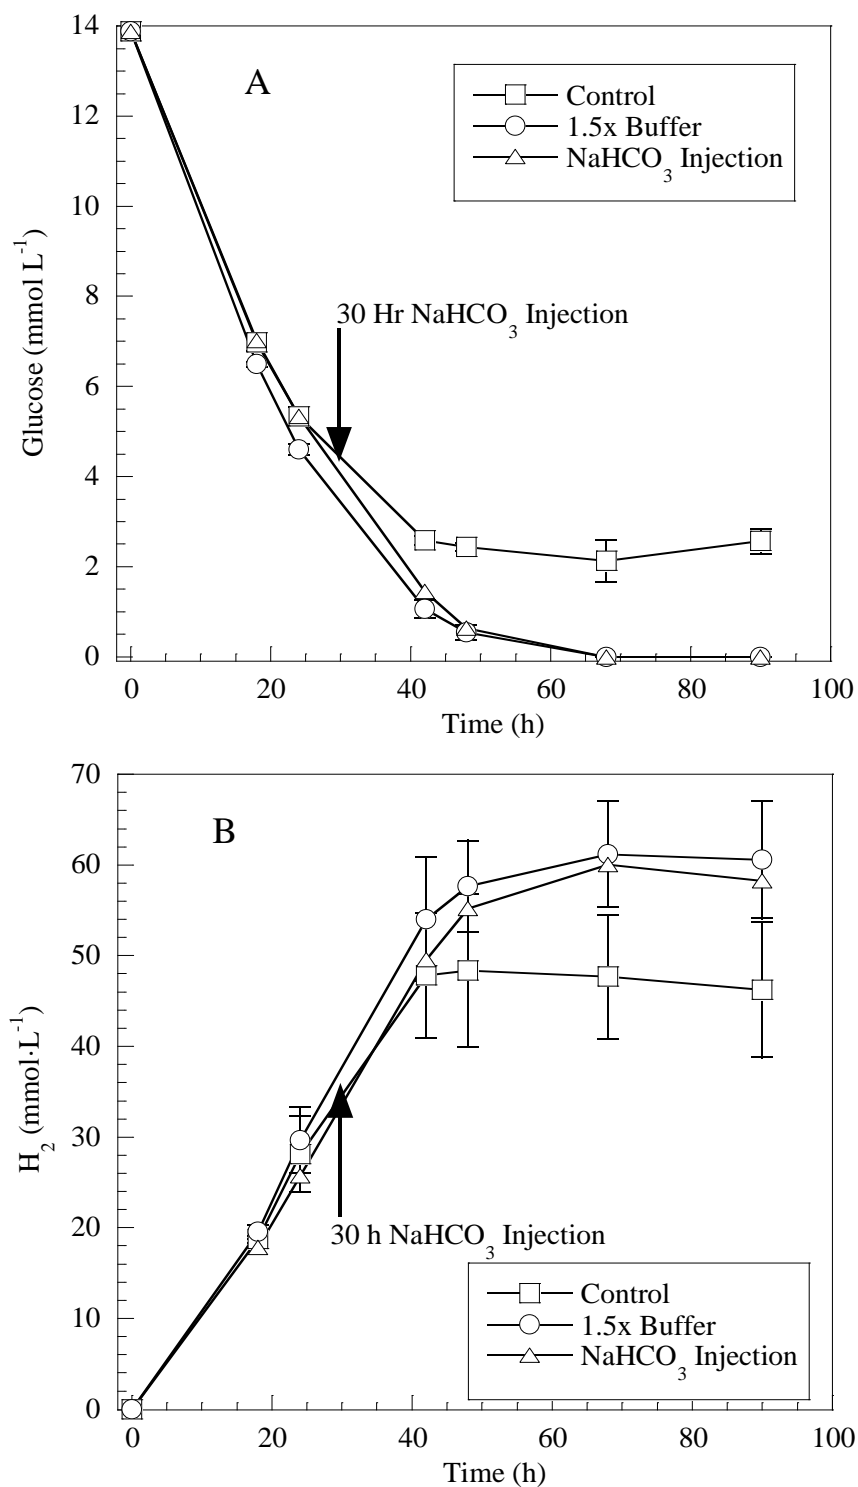 14
12
10
8
6
4
2
0
Glucose (mmol L⁻¹)
A
Control
1.5x Buffer
NaHCO₃ Injection
30 Hr NaHCO₃ Injection
0 20 40 60 80 100
Time (h)
70
60
50
40
30
20
10
0
H₂ (mmol·L⁻¹)
B
30 h NaHCO₃ Injection
Control
1.5x Buffer
NaHCO₃ Injection
0 20 40 60 80 100
Time (h)